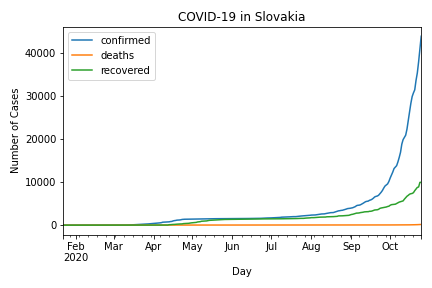 COVID-19 in Slovakia
confirmed
deaths
recovered
Number of Cases
40000
30000
20000
10000
0
Feb Mar Apr May Jun Jul Aug Sep Oct
2020
Day